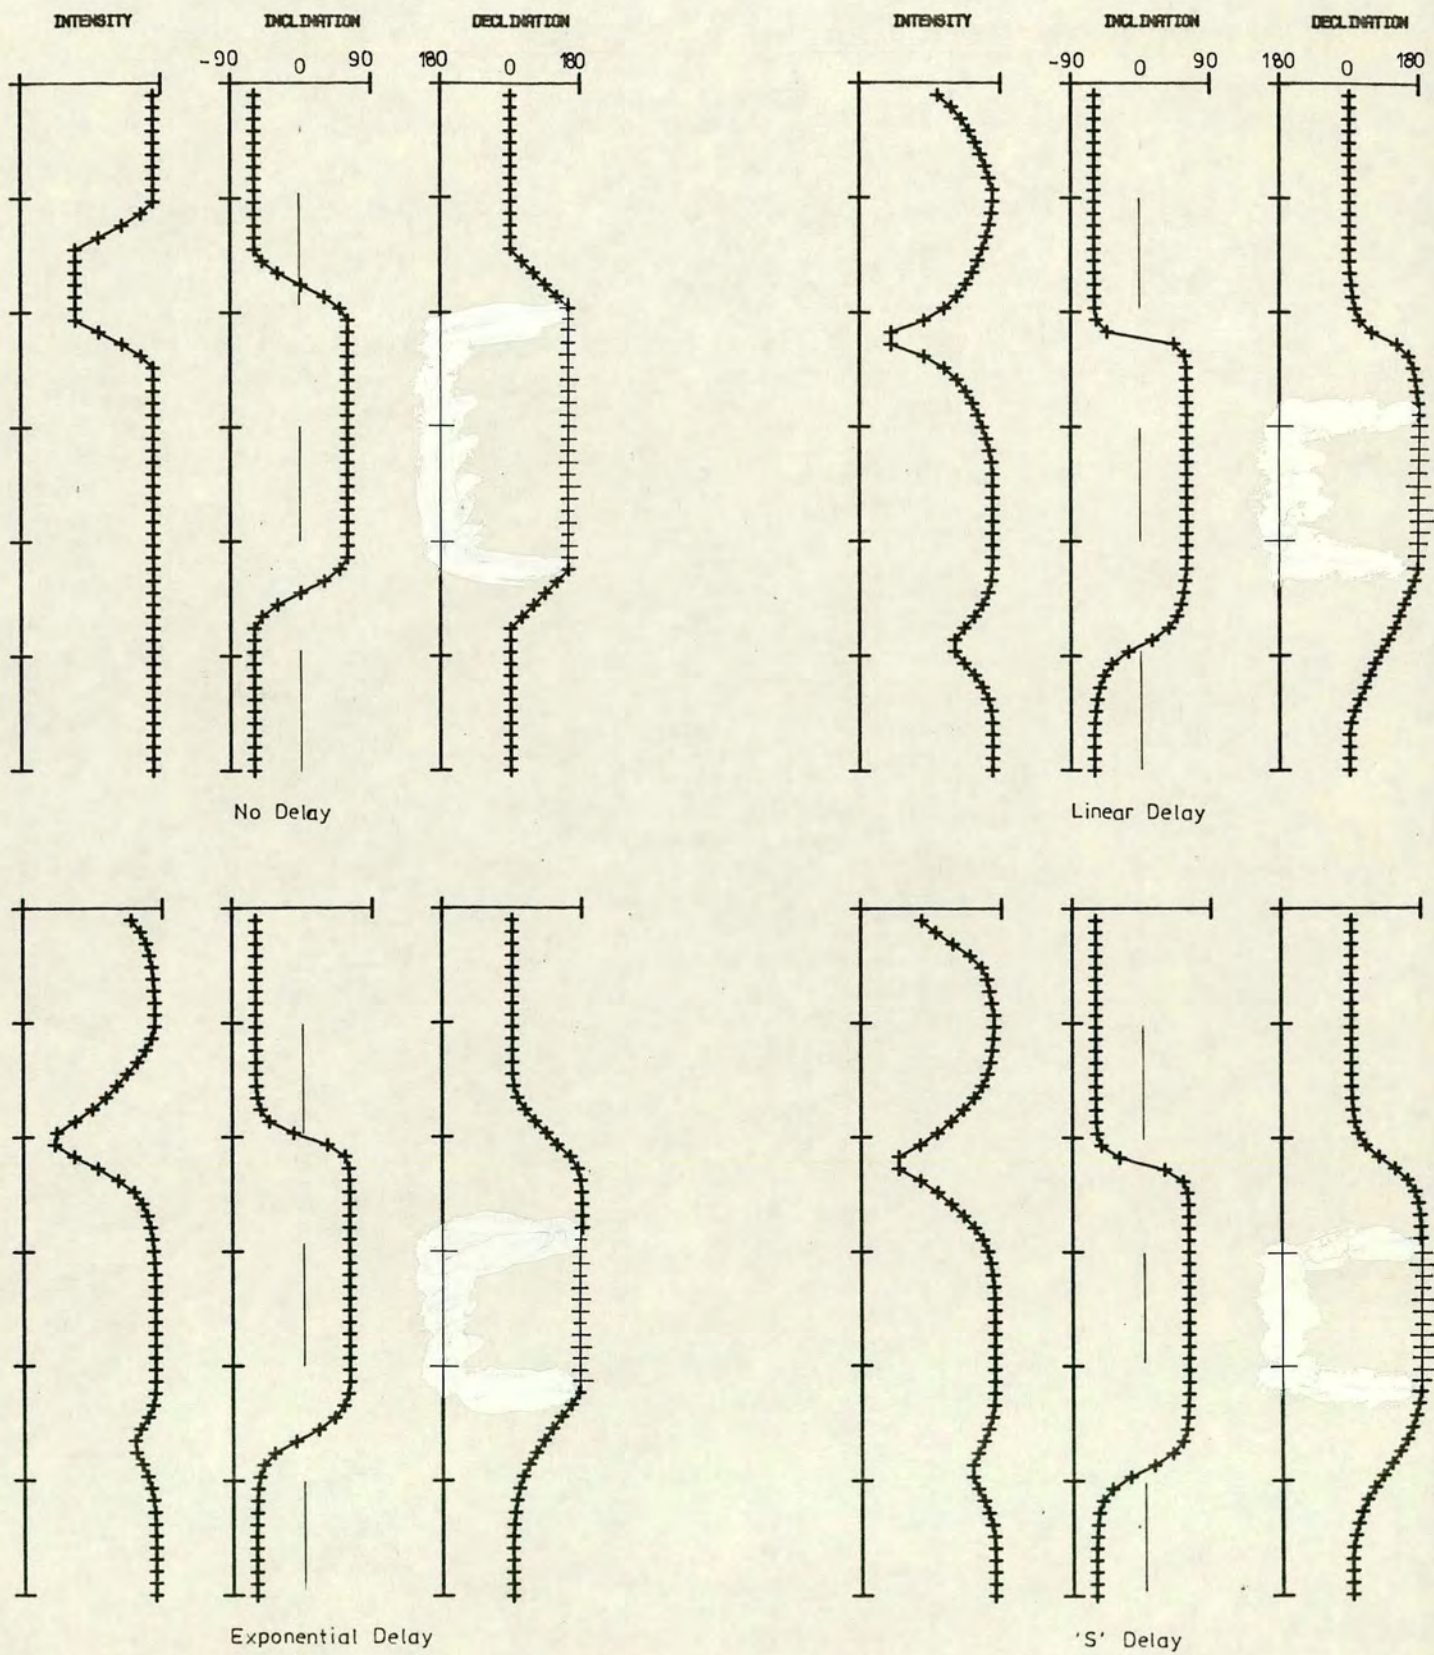 INTENSITY INCLINATION DECLINATION INTENSITY INCLINATION DECLINATION
-90 0 90 180 0 180 -90 0 90 180 0 180
No Delay Linear Delay
Exponential Delay 'S' Delay